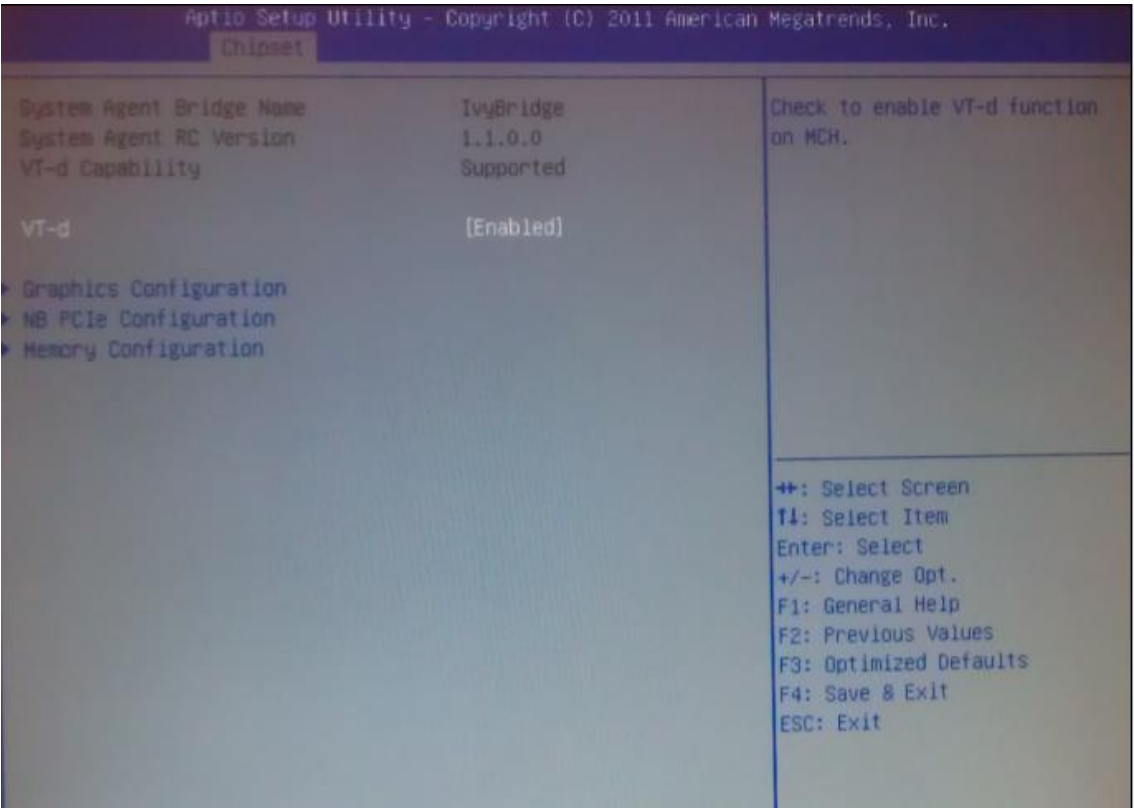 Aptio Setup Utility - Copyright (C) 2011 American Megatrends, Inc.
Chipset
System Agent Bridge Name IvyBridge
System Agent RC Version 1.1.0.0
VT-d Capability Supported
VT-d [Enabled]
Graphics Configuration
NB PCIe Configuration
Memory Configuration
Check to enable VT-d function
on MCH.
→←: Select Screen
↑↓: Select Item
Enter: Select
+/-: Change Opt.
F1: General Help
F2: Previous Values
F3: Optimized Defaults
F4: Save & Exit
ESC: Exit